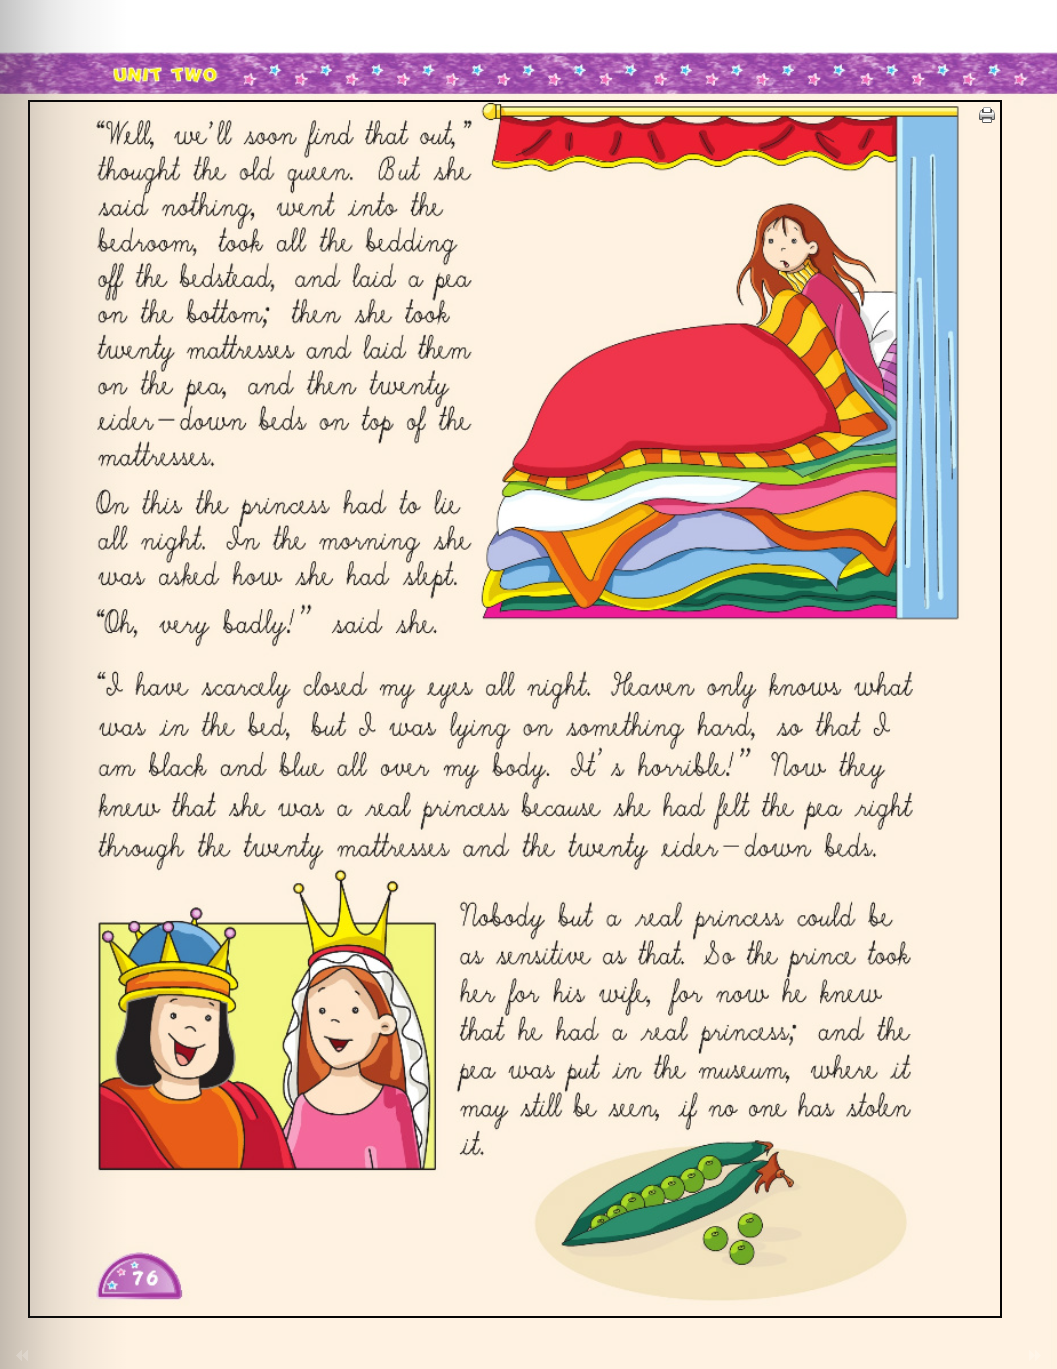 UNIT TWO
“Well, we’ll soon find that out,”
thought the old queen. But she
said nothing, went into the
bedroom, took all the bedding
off the bedstead, and laid a pea
on the bottom; then she took
twenty mattresses and laid them
on the pea, and then twenty
eider-down beds on top of the
mattresses.
On this the princess had to lie
all night. In the morning she
was asked how she had slept.
“Oh, very badly!” said she.
“I have scarcely closed my eyes all night. Heaven only knows what
was in the bed, but I was lying on something hard, so that I
am black and blue all over my body. It’s horrible!” Now they
knew that she was a real princess because she had felt the pea right
through the twenty mattresses and the twenty eider-down beds.
Nobody but a real princess could be
as sensitive as that. So the prince took
her for his wife, for now he knew
that he had a real princess; and the
pea was put in the museum, where it
may still be seen, if no one has stolen
it.
76